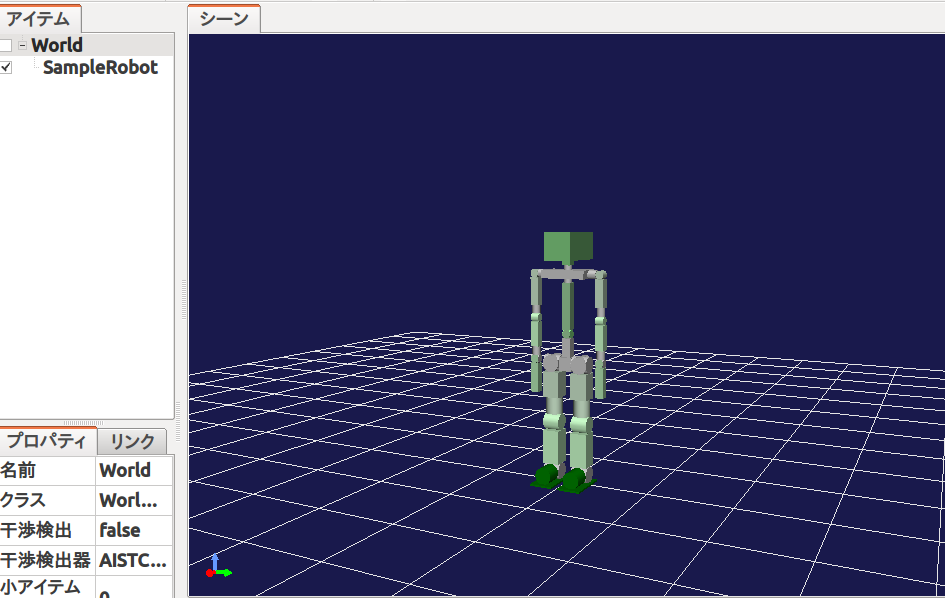 アイテム
シーン
World
SampleRobot
プロパティ リンク
名前 World
クラス Worl...
干渉検出 false
干渉検出器 AISTC...
小アイテム 0